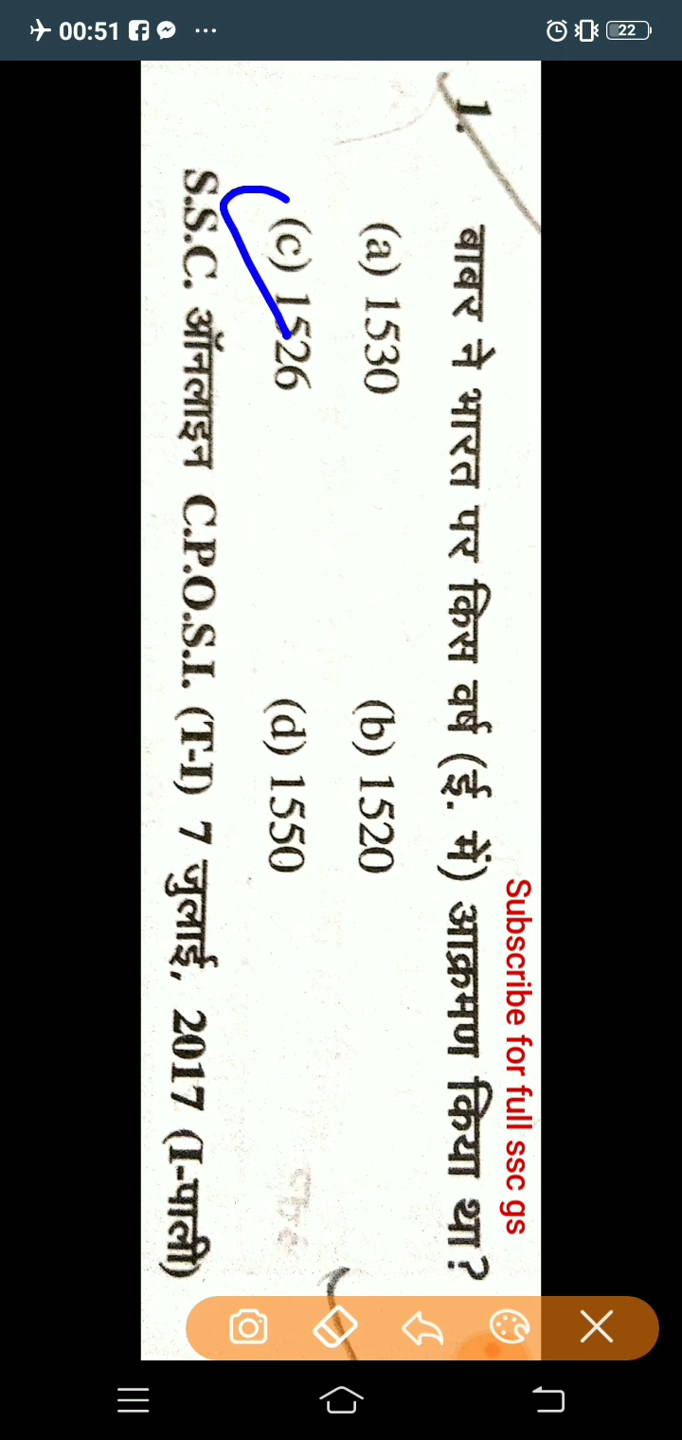 00:51
22
Subscribe for full ssc gs
1. बाबर ने भारत पर किस वर्ष (ई. में) आक्रमण किया था?
(a) 1530 (b) 1520
(c) 1526 (d) 1550
S.S.C. ऑनलाइन C.P.O.S.I. (T-I) 7 जुलाई, 2017 (I-पाली)